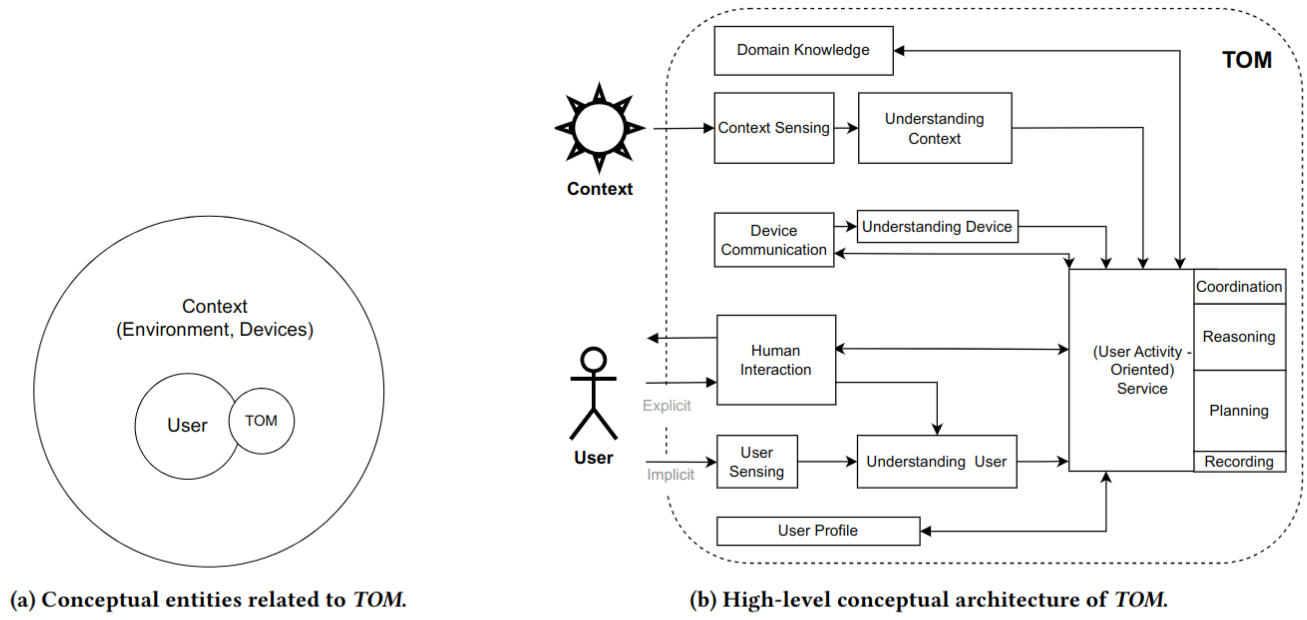 Context
(Environment, Devices)
User
TOM
(a) Conceptual entities related to TOM.
TOM
Domain Knowledge
Context Sensing
Understanding
Context
Context
Device
Communication
Understanding Device
Human
Interaction
Explicit
User
Implicit
User
Sensing
Understanding User
User Profile
(User Activity -
Oriented)
Service
Coordination
Reasoning
Planning
Recording
(b) High-level conceptual architecture of TOM.